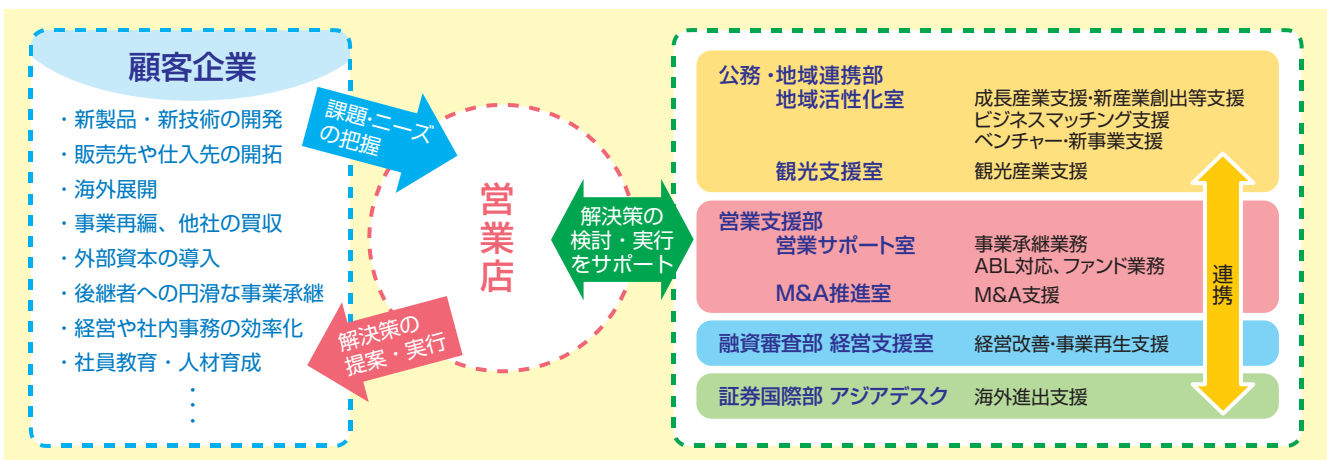 顧客企業
・新製品・新技術の開発
・販売先や仕入先の開拓
・海外展開
・事業再編、他社の買収
・外部資本の導入
・後継者への円滑な事業承継
・経営や社内事務の効率化
・社員教育・人材育成
・
・
・
課題・ニーズ
の把握
営業店
解決策の
提案・実行
解決策の
検討・実行
をサポート
公務・地域連携部
地域活性化室
成長産業支援・新産業創出等支援
ビジネスマッチング支援
ベンチャー・新事業支援
観光支援室
観光産業支援
営業支援部
営業サポート室
事業承継業務
ABL対応、ファンド業務
M&A推進室
M&A支援
融資審査部 経営支援室
経営改善・事業再生支援
証券国際部 アジアデスク
海外進出支援
連携